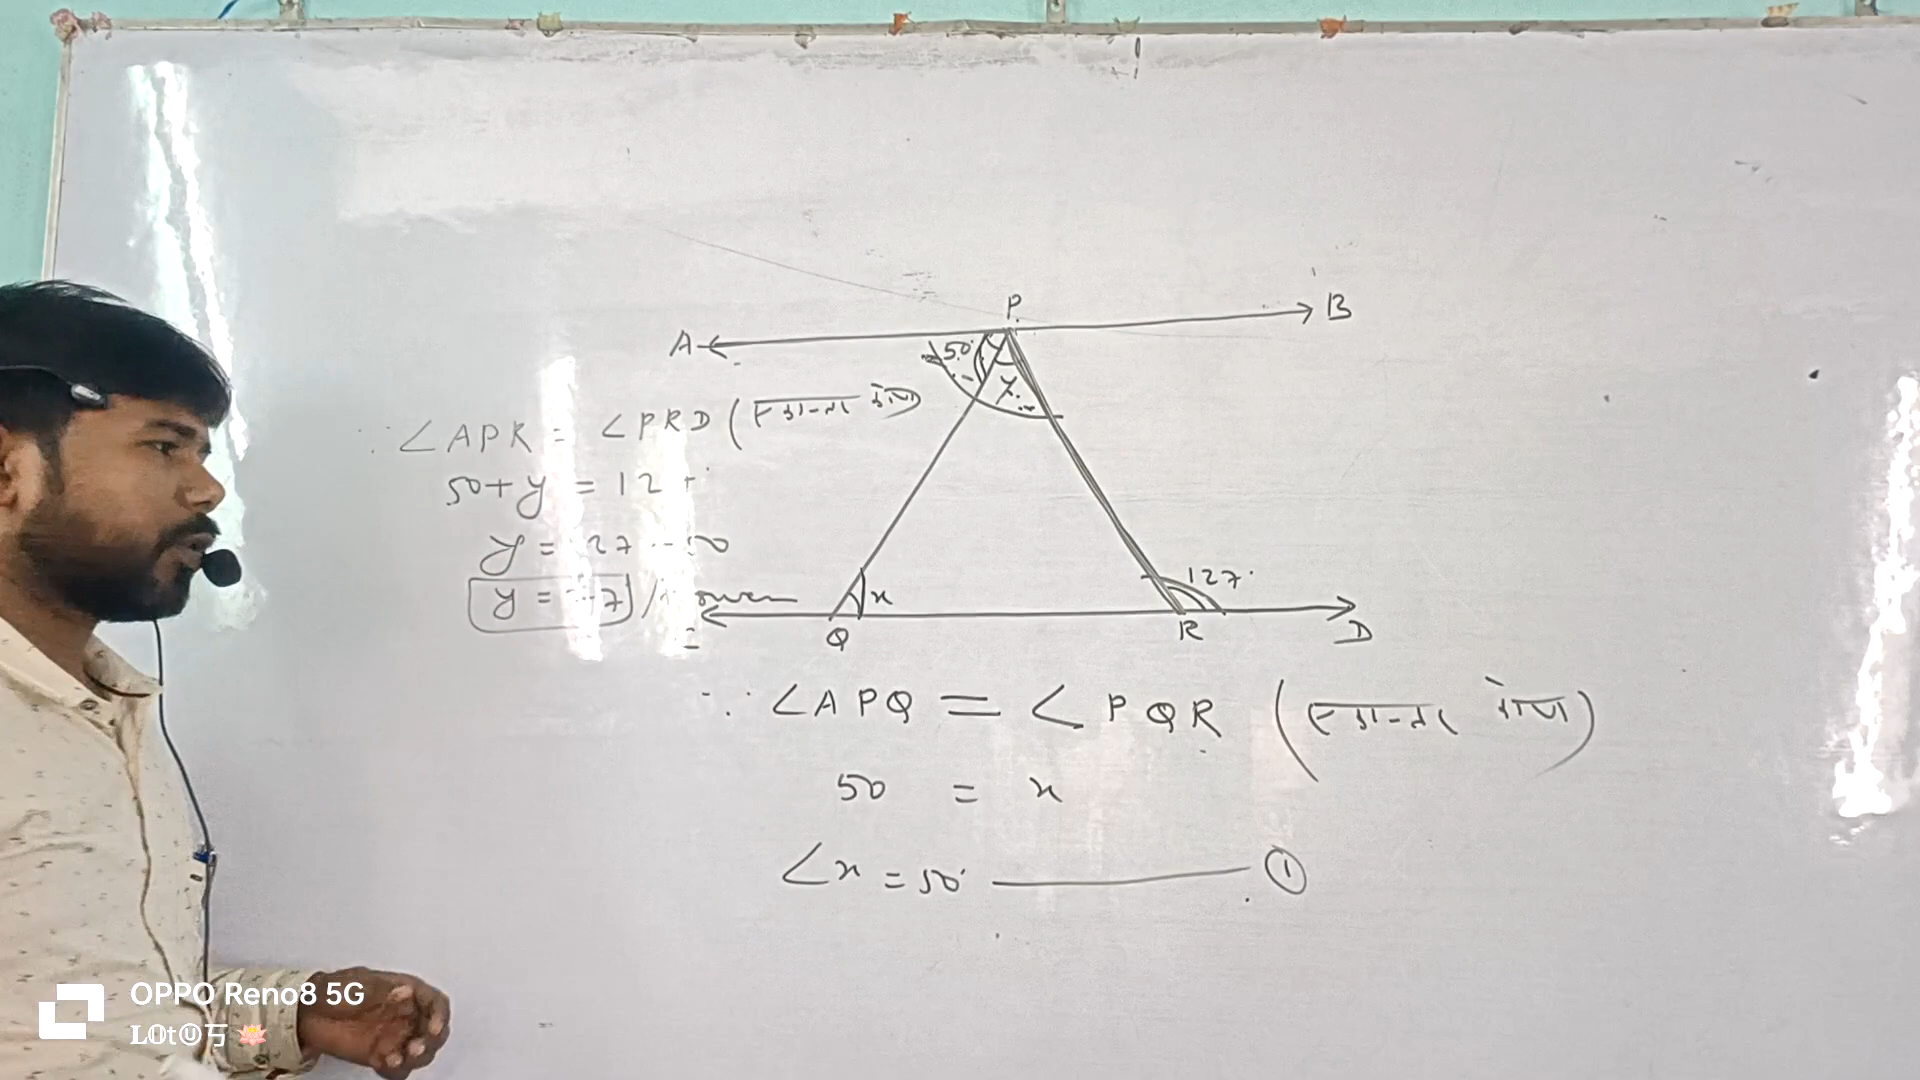 P
B
A
50°
y
∵ ∠APR = ∠PRD (एकान्तर कोण)
50+y = 127
y = 127-50
y = 77
x
127°
Q
R
D
∵ ∠APQ = ∠PQR (एकान्तर कोण)
50 = x
∠x = 50° ①
OPPO Reno8 5G